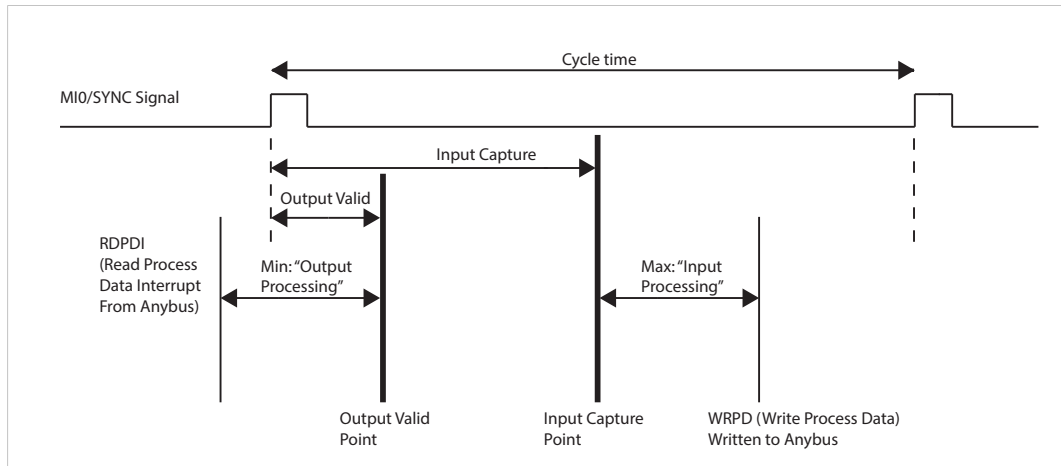 Cycle time
MI0/SYNC Signal
Input Capture
Output Valid
RDPDI
(Read Process
Data Interrupt
From Anybus)
Min: “Output
Processing”
Max: “Input
Processing”
Output Valid
Point
Input Capture
Point
WRPD (Write Process Data)
Written to Anybus